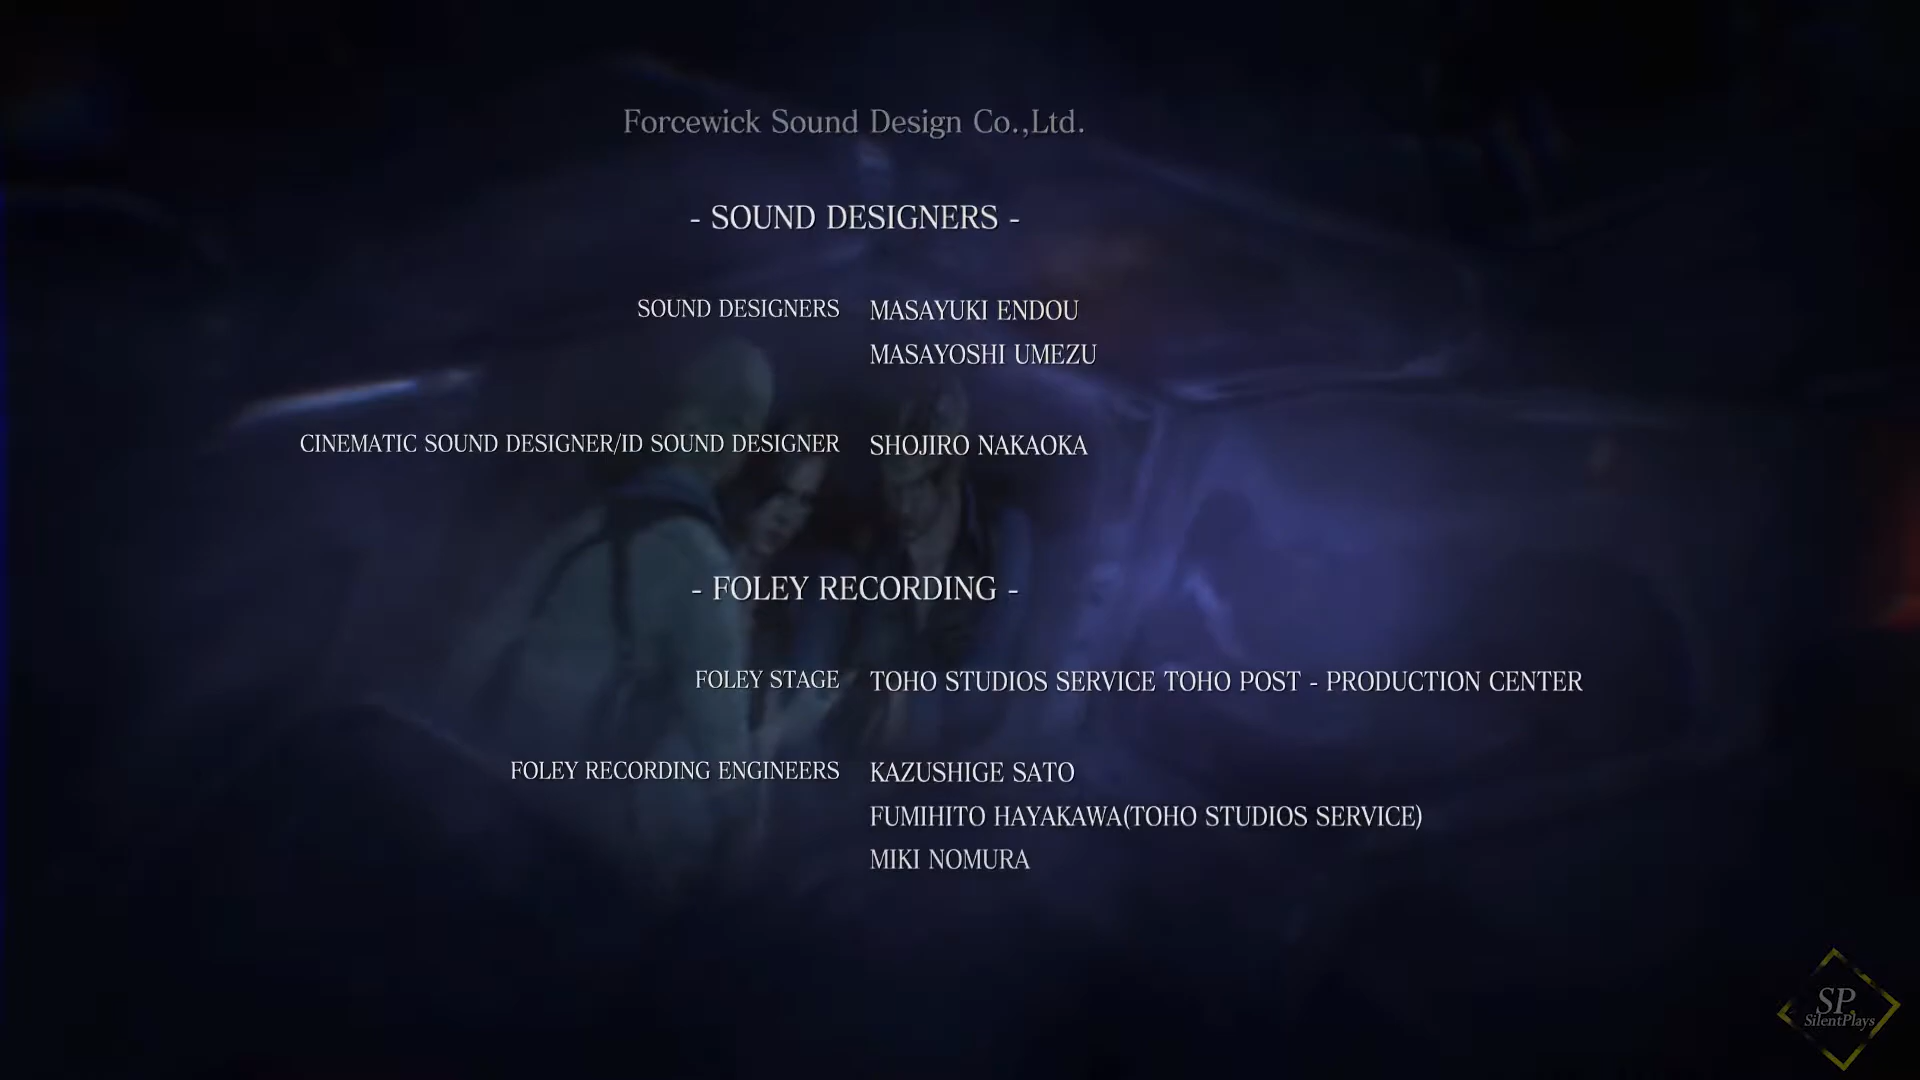 Forcewick Sound Design Co.,Ltd.
- SOUND DESIGNERS -
SOUND DESIGNERS MASAYUKI ENDOU
MASAYOSHI UMEZU
CINEMATIC SOUND DESIGNER/ID SOUND DESIGNER SHOJIRO NAKAOKA
- FOLEY RECORDING -
FOLEY STAGE TOHO STUDIOS SERVICE TOHO POST - PRODUCTION CENTER
FOLEY RECORDING ENGINEERS KAZUSHIGE SATO
FUMIHITO HAYAKAWA(TOHO STUDIOS SERVICE)
MIKI NOMURA
SP.
SilentPlays